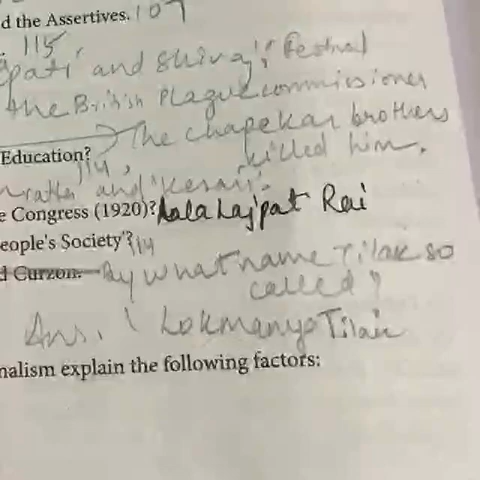 d the Assertives. 107
. 115
pati' and Shivaji' Festival
the British Plague commissioner
The chapekar brothers
Education?
killed him.
114,
and 'Kesari'.
e Congress (1920)? Lala Lajpat Rai
eople's Society'? 114
d Curzon. By what name Tilak so
called?
Ans. Lokmanya Tilak
nalism explain the following factors: